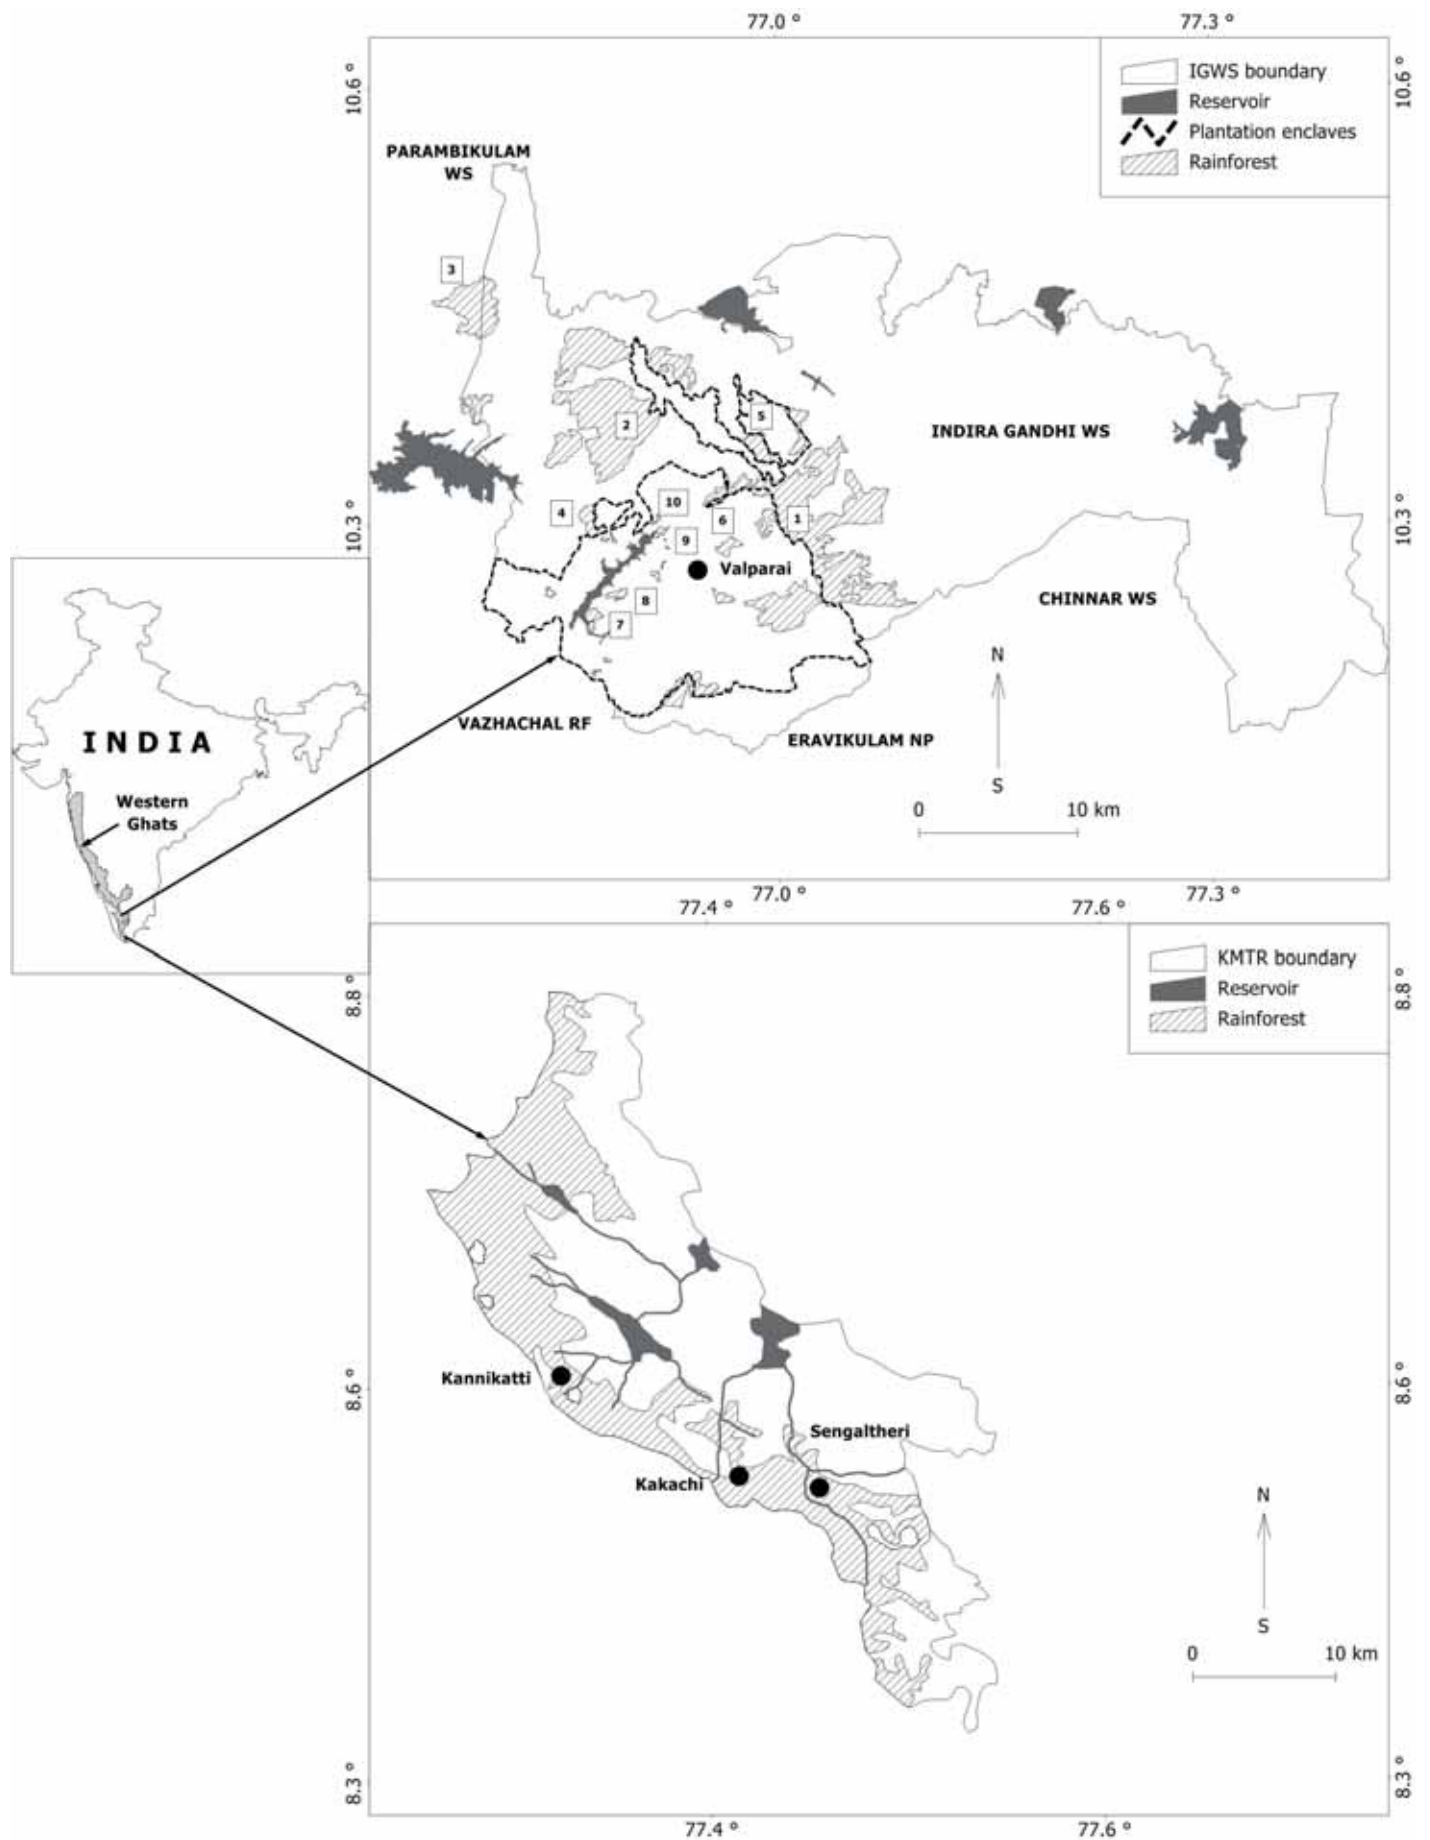 77.0 °
77.3 °
10.6 °
10.6 °
IGWS boundary
Reservoir
Plantation enclaves
Rainforest
PARAMBIKULAM
WS
3
5
2
INDIRA GANDHI WS
10
4
6
1
10.3 °
10.3 °
9
Valparai
8
CHINNAR WS
7
N
VAZHACHAL RF
ERAVIKULAM NP
S
0
10 km
INDIA
Western
Ghats
77.0 °
77.3 °
77.4 °
77.6 °
KMTR boundary
Reservoir
Rainforest
8.8 °
8.8 °
Kannikatti
8.6 °
8.6 °
Sengaltheri
Kakachi
N
S
0
10 km
8.3 °
8.3 °
77.4 °
77.6 °